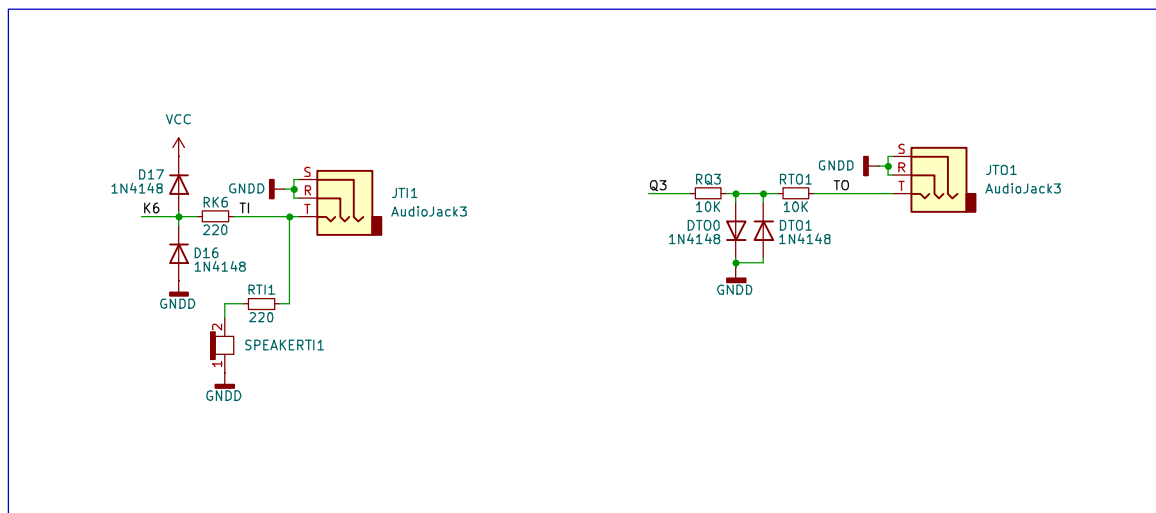 VCC
D17
1N4148
K6
RK6
220
TI
GNDD
S
R
T
JTI1
AudioJack3
D16
1N4148
GNDD
RTI1
220
2
1
SPEAKERTI1
GNDD
Q3
RQ3
10K
DTO0
1N4148
DTO1
1N4148
GNDD
RTO1
10K
TO
GNDD
S
R
T
JTO1
AudioJack3